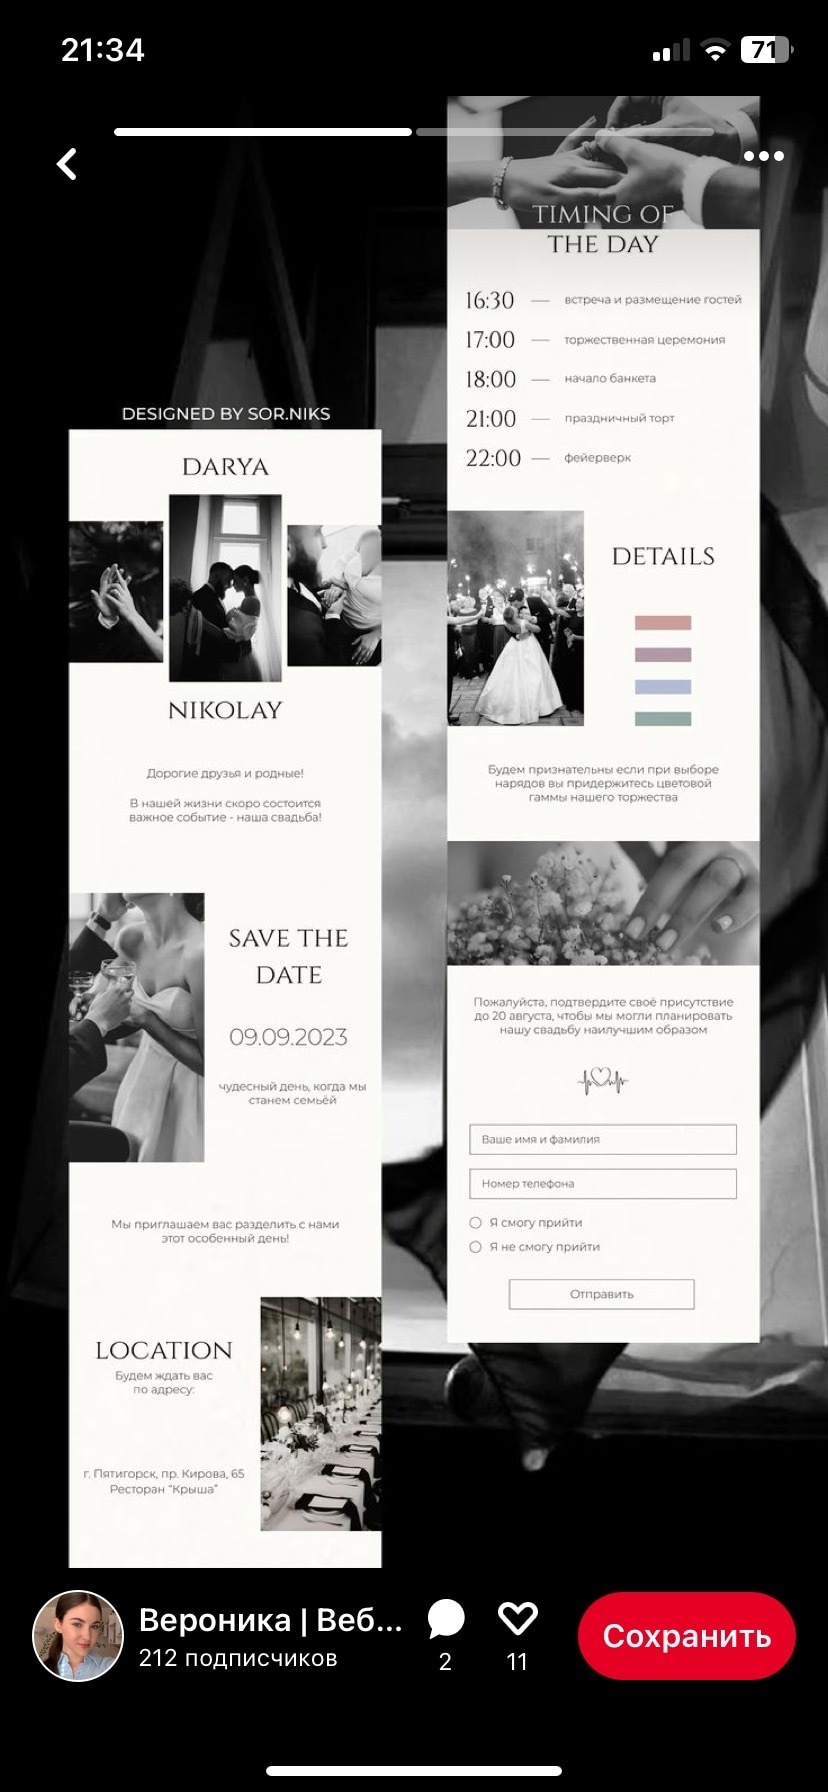 21:34
71
DESIGNED BY SOR.NIKS
DARYA
NIKOLAY
Дорогие друзья и родные!
В нашей жизни скоро состоится
важное событие - наша свадьба!
SAVE THE
DATE
09.09.2023
чудесный день, когда мы
станем семьёй
Мы приглашаем вас разделить с нами
этот особенный день!
LOCATION
Будем ждать вас
по адресу:
г. Пятигорск, пр. Кирова, 65
Ресторан “Крыша”
TIMING OF
THE DAY
16:30 — встреча и размещение гостей
17:00 — торжественная церемония
18:00 — начало банкета
21:00 — праздничный торт
22:00 — фейерверк
DETAILS
Будем признательны если при выборе
нарядов вы придержитесь цветовой
гаммы нашего торжества
Пожалуйста, подтвердите своё присутствие
до 20 августа, чтобы мы могли планировать
нашу свадьбу наилучшим образом
Ваше имя и фамилия
Номер телефона
Я смогу прийти
Я не смогу прийти
Отправить
Вероника | Веб...
212 подписчиков
2
11
Сохранить